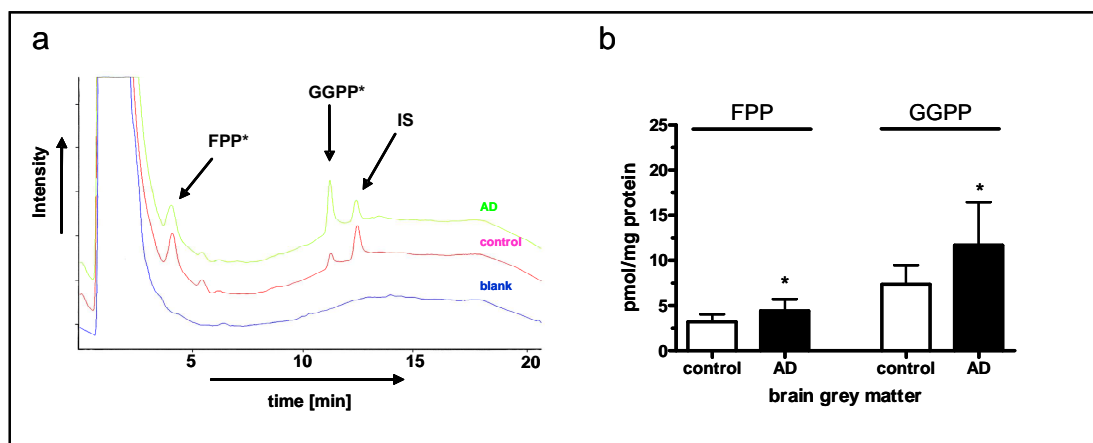 a
Intensity
FPP*
GGPP*
IS
AD
control
blank
5
10
15
20
time [min]
b
FPP
GGPP
pmol/mg protein
25
20
15
10
5
0
*
*
control
AD
control
AD
brain grey matter